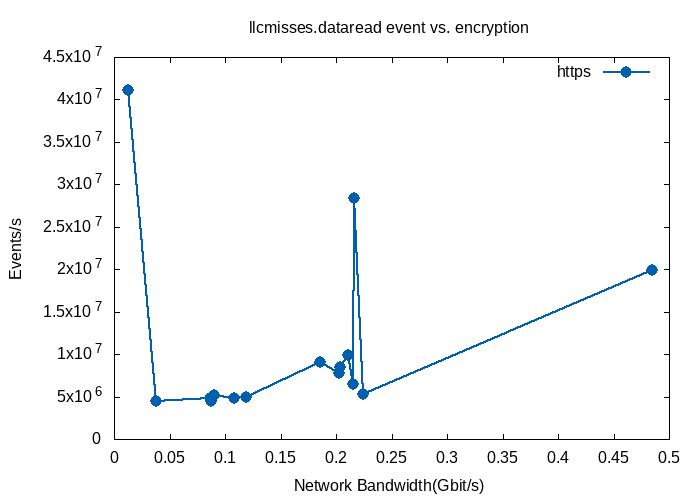 llcmisses.dataread event vs. encryption
4.5x10 7
https
4x10 7
3.5x10 7
3x10 7
2.5x10 7
Events/s
2x10 7
1.5x10 7
1x10 7
5x10 6
0
0 0.05 0.1 0.15 0.2 0.25 0.3 0.35 0.4 0.45 0.5
Network Bandwidth(Gbit/s)